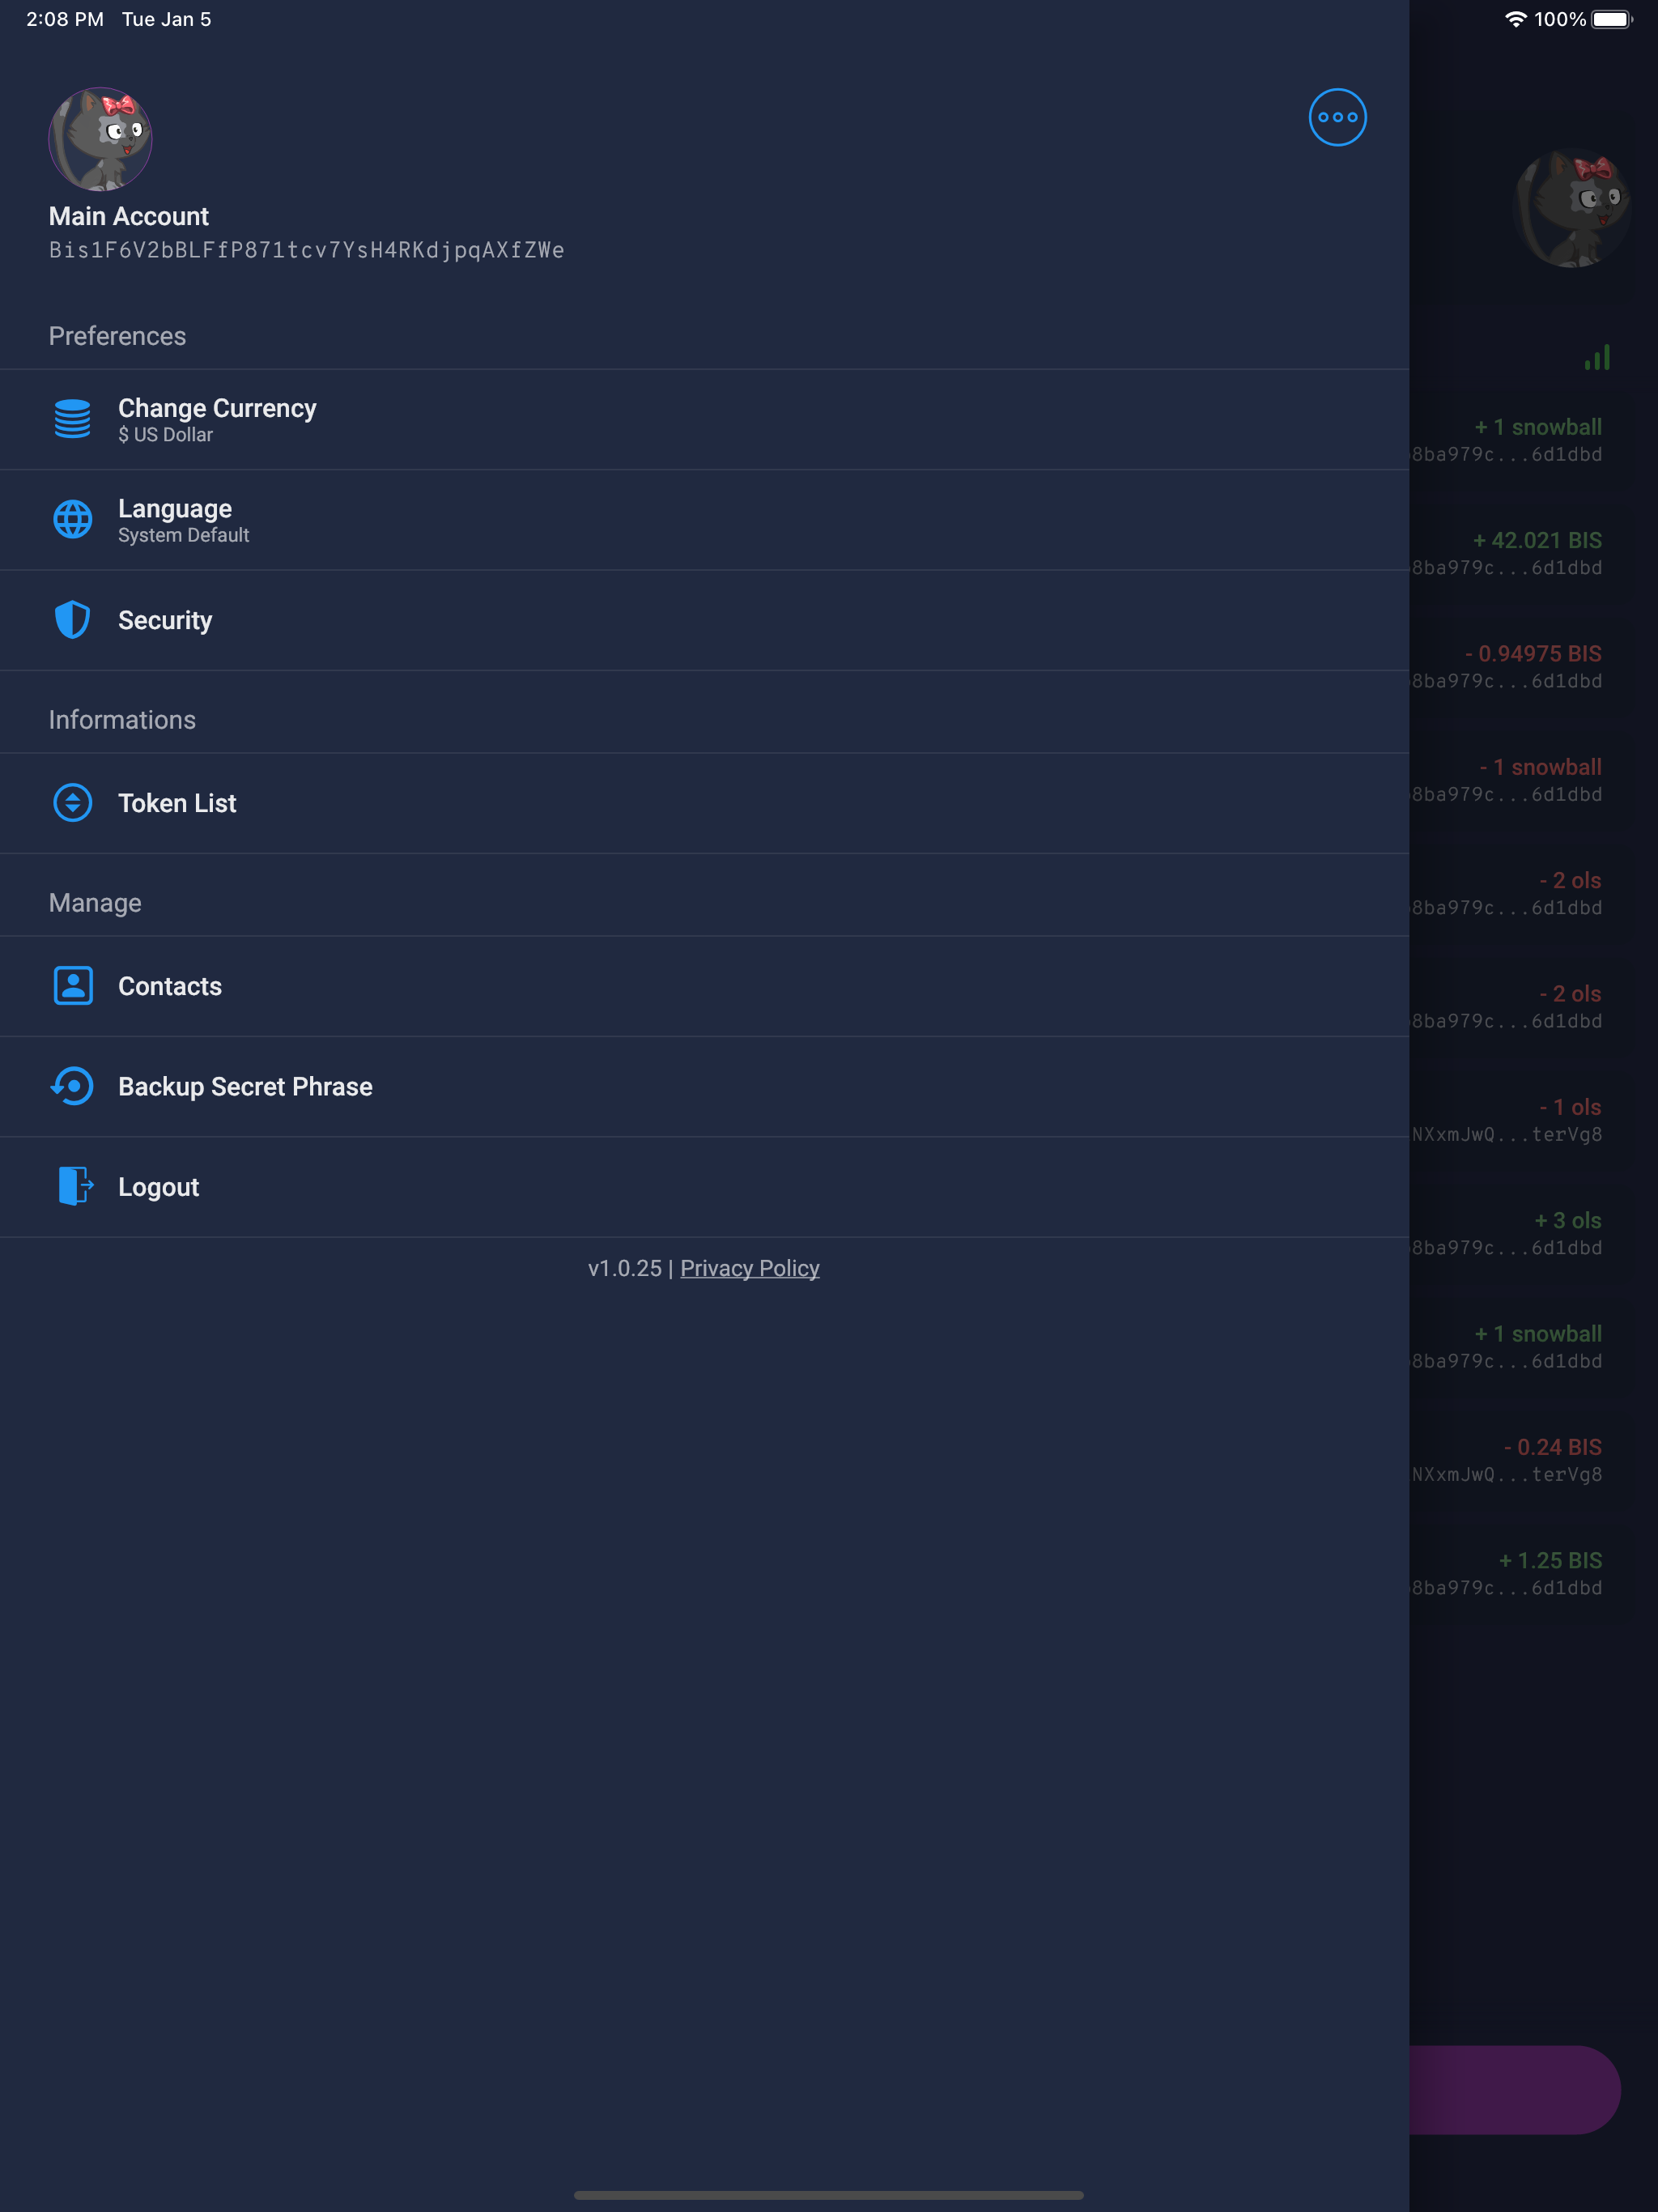 2:08 PM Tue Jan 5
100%
Main Account
Bis1F6V2bBLFfP871tcv7YsH4RKdjpqAXfZWe
Preferences
Change Currency
$ US Dollar
Language
System Default
Security
Informations
Token List
Manage
Contacts
Backup Secret Phrase
Logout
v1.0.25 | Privacy Policy
+ 1 snowball
8ba979c...6d1dbd
+ 42.021 BIS
8ba979c...6d1dbd
- 0.94975 BIS
8ba979c...6d1dbd
- 1 snowball
8ba979c...6d1dbd
- 2 ols
8ba979c...6d1dbd
- 2 ols
8ba979c...6d1dbd
- 1 ols
NXxmJwQ...terVg8
+ 3 ols
8ba979c...6d1dbd
+ 1 snowball
8ba979c...6d1dbd
- 0.24 BIS
NXxmJwQ...terVg8
+ 1.25 BIS
8ba979c...6d1dbd